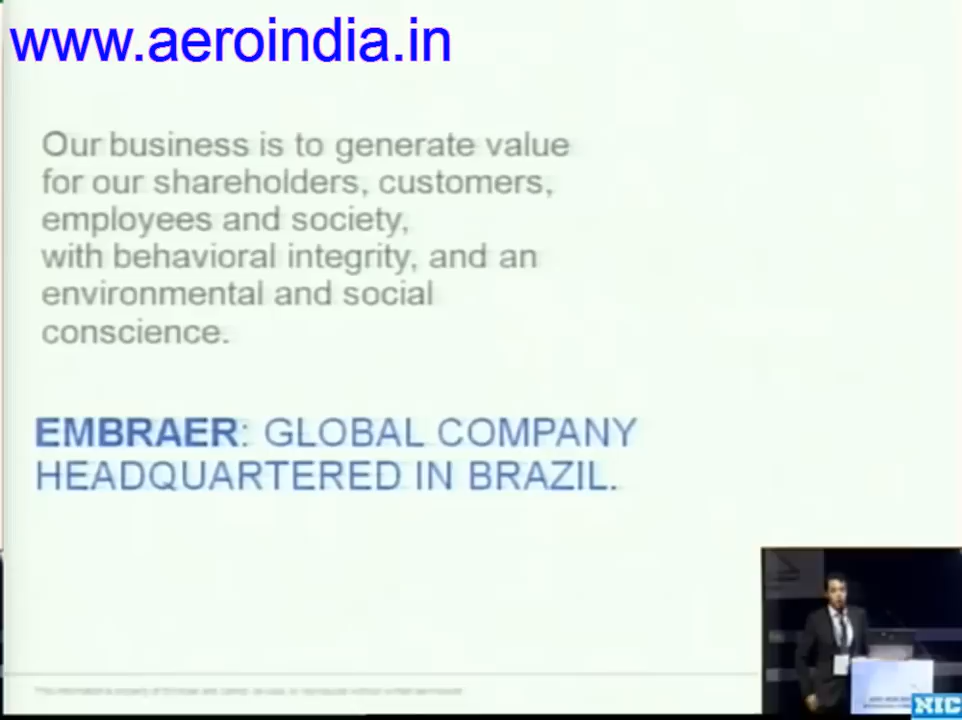 www.aeroindia.in
Our business is to generate value
for our shareholders, customers,
employees and society,
with behavioral integrity, and an
environmental and social
conscience.
EMBRAER: GLOBAL COMPANY
HEADQUARTERED IN BRAZIL.
NIC